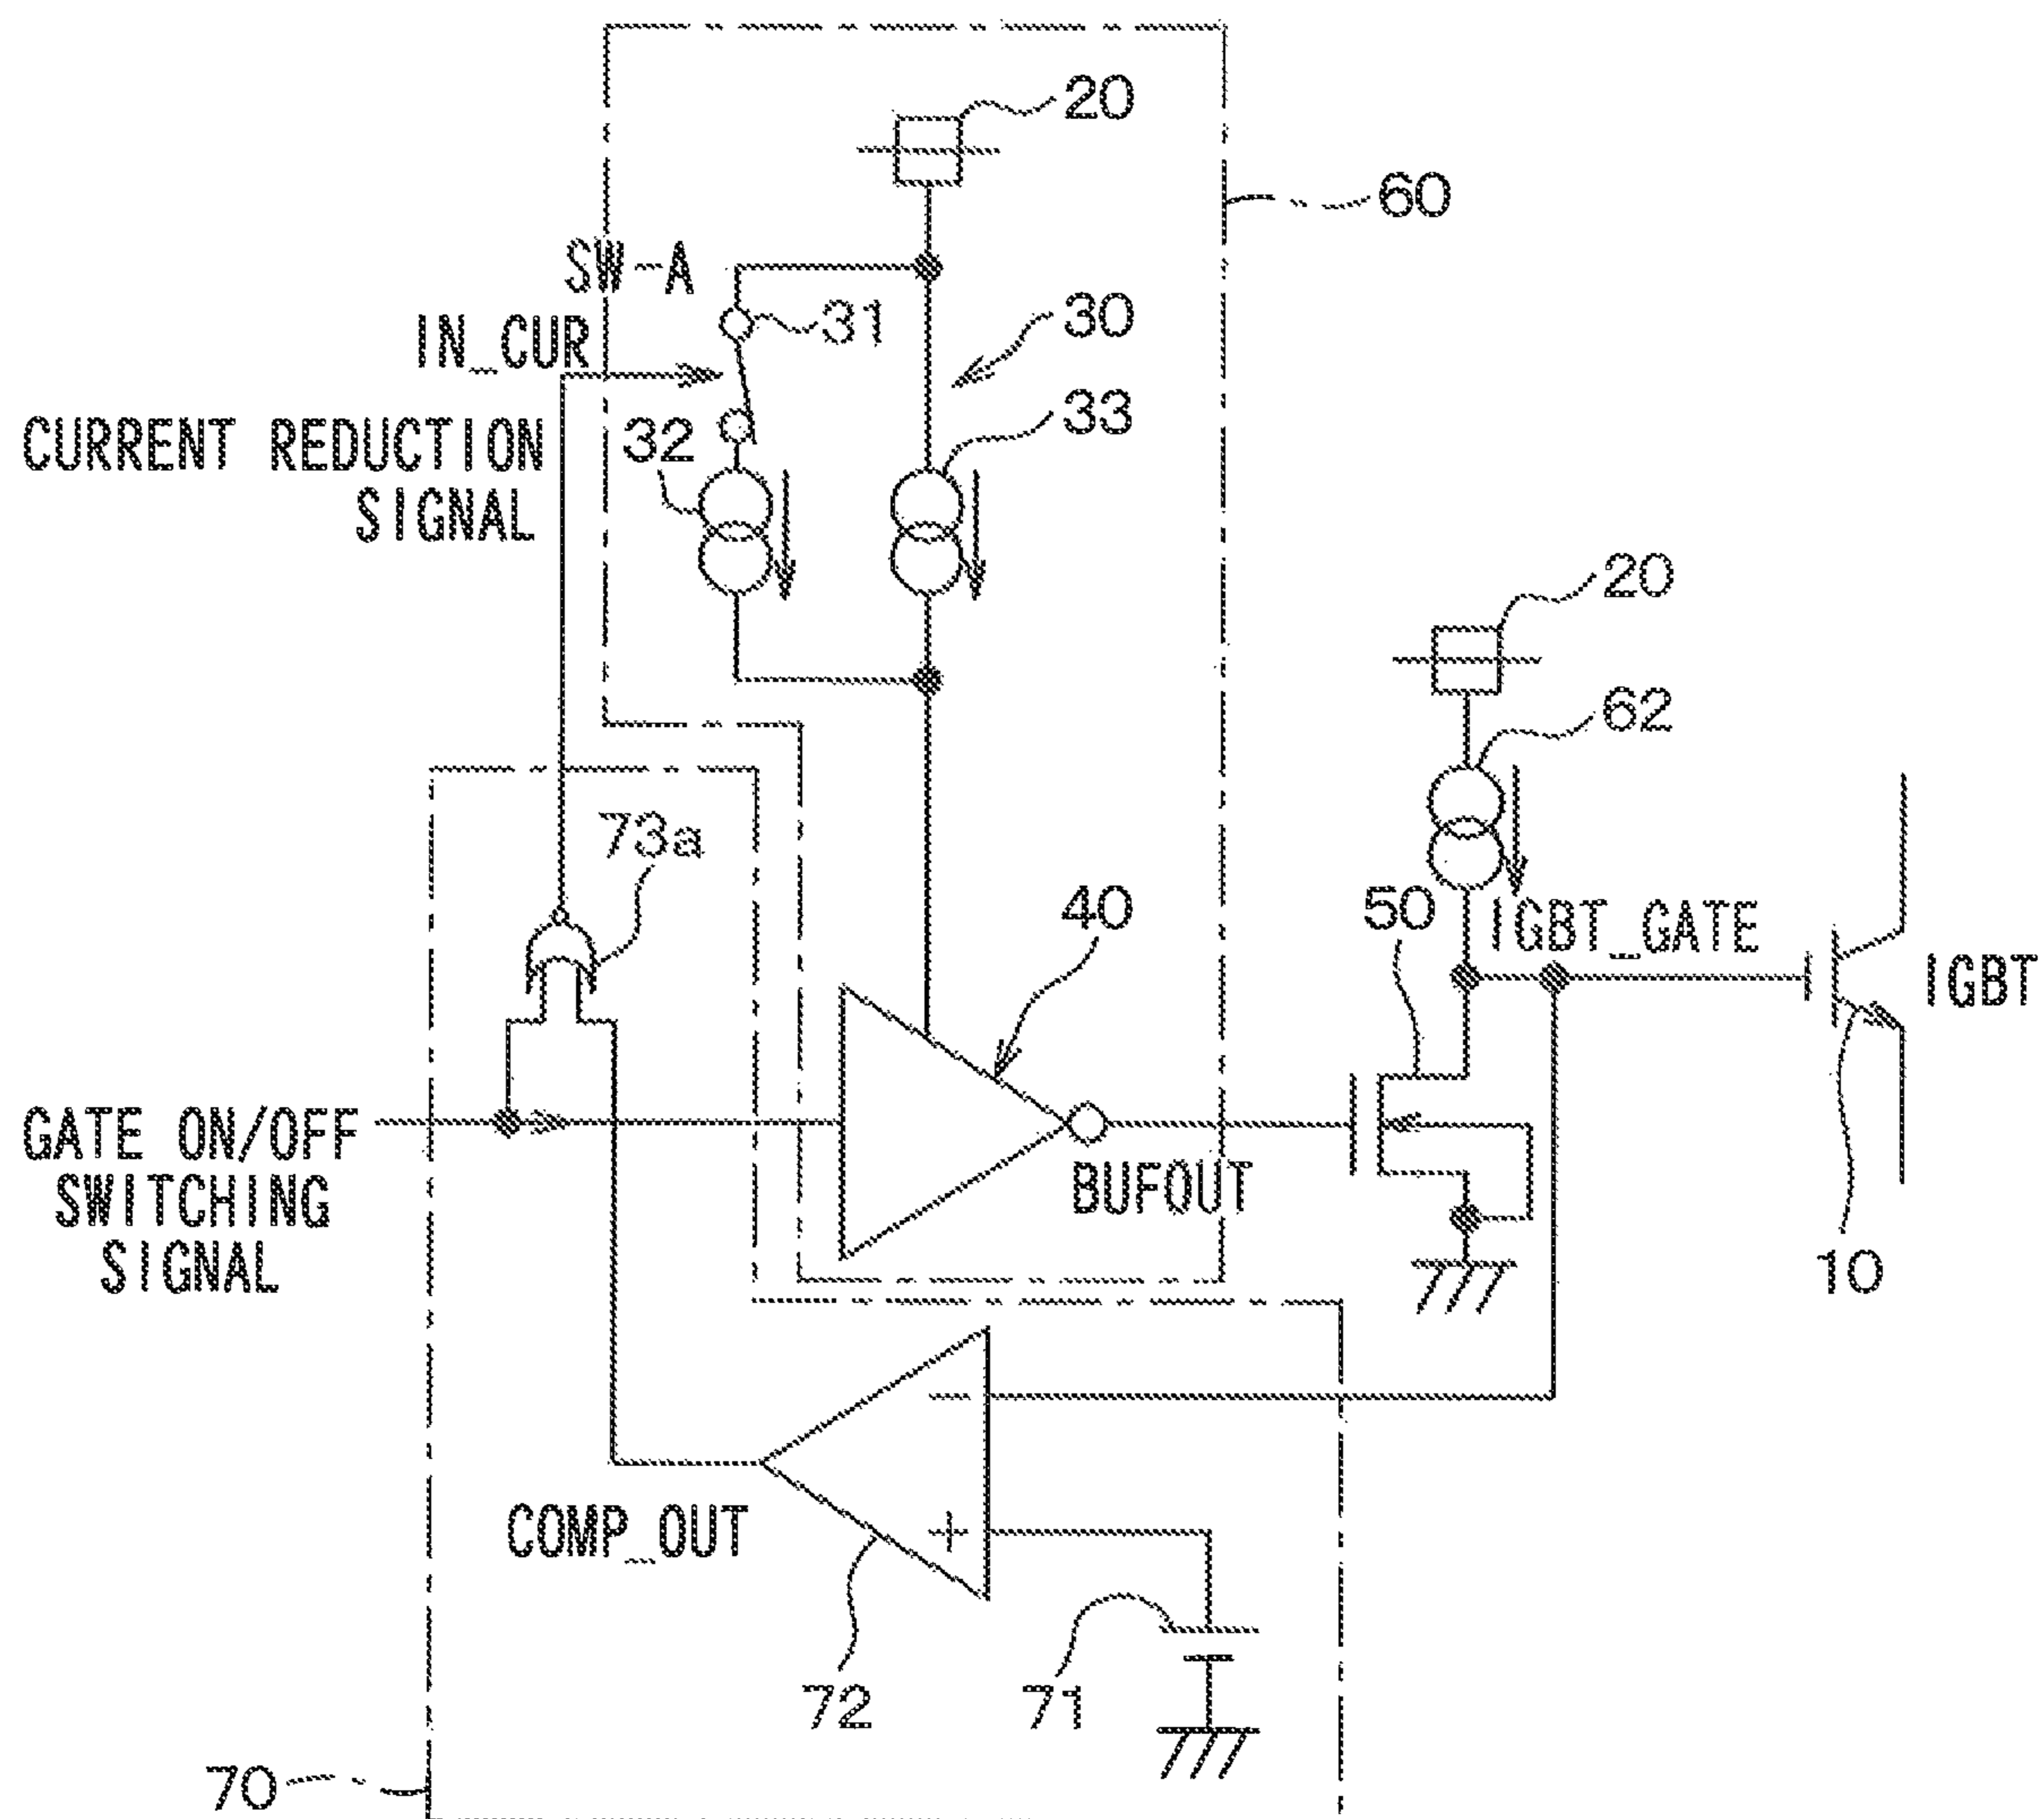 20
60
SW-A
31
30
IN_CUR
33
CURRENT REDUCTION
SIGNAL
32
20
62
73a
40
50
IGBT_GATE
IGBT
GATE ON/OFF
SWITCHING
SIGNAL
BUFOUT
10
-
+
COMP_OUT
72
71
70